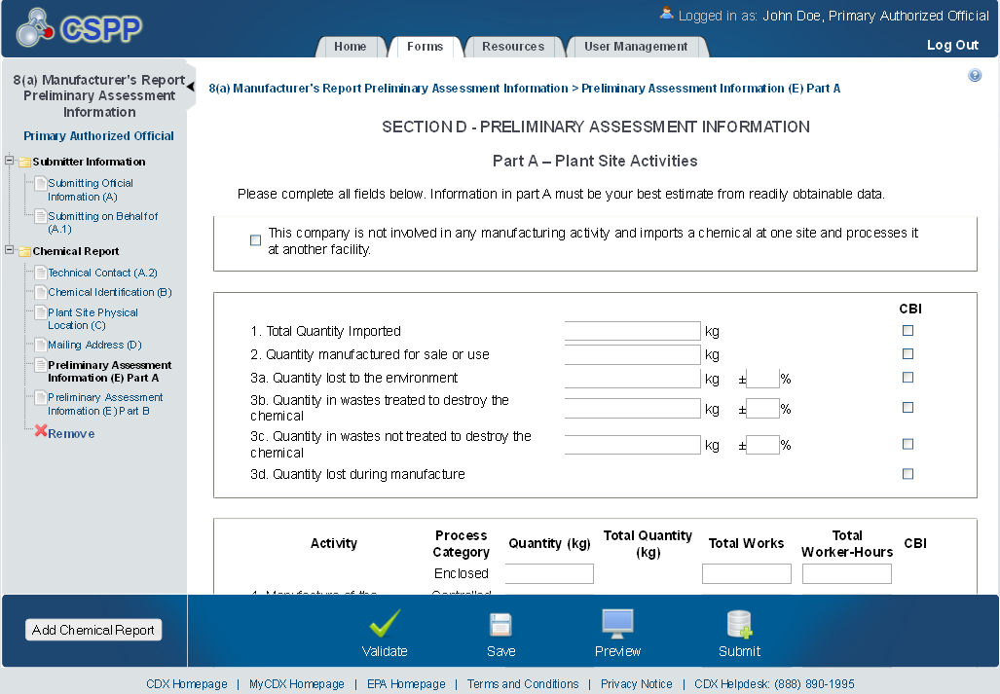 CSPP
Logged in as: John Doe, Primary Authorized Official
Home
Forms
Resources
User Management
Log Out
8(a) Manufacturer's Report
Preliminary Assessment
Information
Primary Authorized Official
Submitter Information
Submitting Official
Information (A)
Submitting on Behalf of
(A.1)
Chemical Report
Technical Contact (A.2)
Chemical Identification (B)
Plant Site Physical
Location (C)
Mailing Address (D)
Preliminary Assessment
Information (E) Part A
Preliminary Assessment
Information (E) Part B
Remove
8(a) Manufacturer's Report Preliminary Assessment Information > Preliminary Assessment Information (E) Part A
SECTION D - PRELIMINARY ASSESSMENT INFORMATION
Part A – Plant Site Activities
Please complete all fields below. Information in part A must be your best estimate from readily obtainable data.
This company is not involved in any manufacturing activity and imports a chemical at one site and processes it
at another facility.
CBI
1. Total Quantity Imported kg
2. Quantity manufactured for sale or use kg
3a. Quantity lost to the environment kg ± %
3b. Quantity in wastes treated to destroy the
chemical kg ± %
3c. Quantity in wastes not treated to destroy the
chemical kg ± %
3d. Quantity lost during manufacture
Activity
Process
Category
Quantity (kg)
Total Quantity
(kg)
Total Works
Total
Worker-Hours
CBI
Enclosed
4. Manufacture of the
Controlled
Add Chemical Report
Validate
Save
Preview
Submit
CDX Homepage | MyCDX Homepage | EPA Homepage | Terms and Conditions | Privacy Notice | CDX Helpdesk: (888) 890-1995